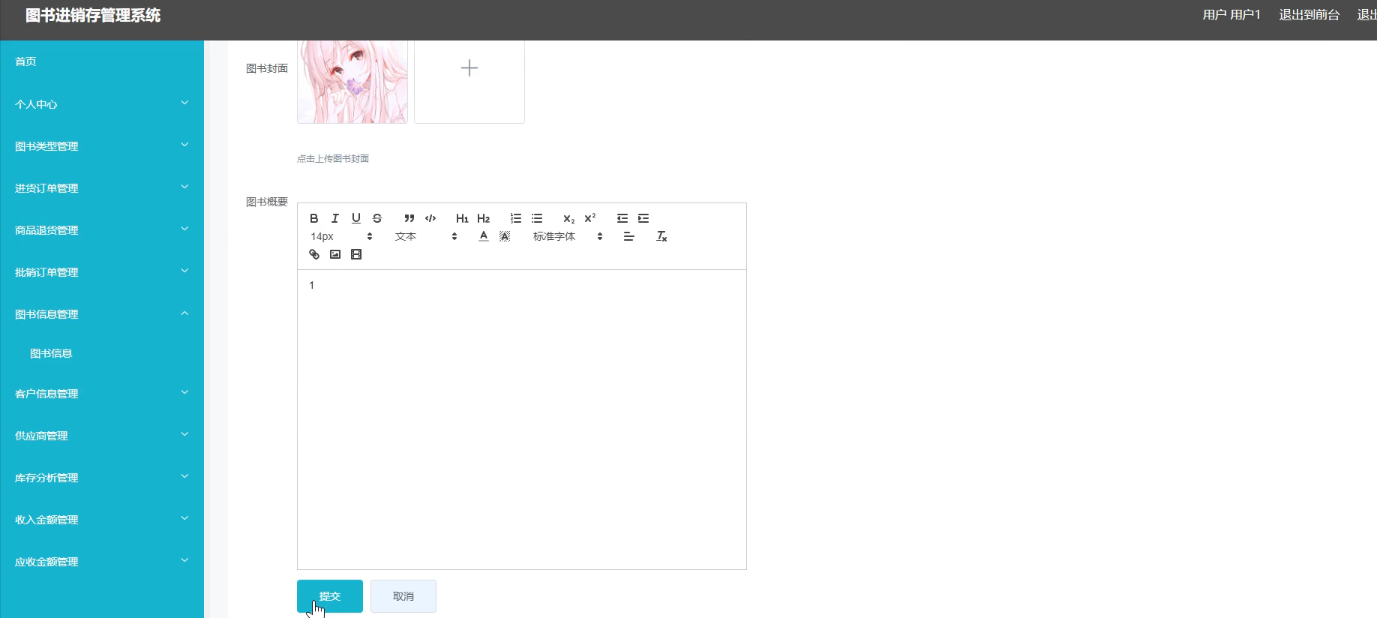 图书进销存管理系统
用户 用户1 退出到前台 退出
首页
个人中心
图书类型管理
进货订单管理
商品退货管理
批销订单管理
图书信息管理
图书信息
客户信息管理
供应商管理
库存分析管理
收入金额管理
应收金额管理
图书封面
点击上传图书封面
图书概要
B I U S H1 H2 X2 X2
14px 文本 A A 标准字体 Tx
1
提交 取消